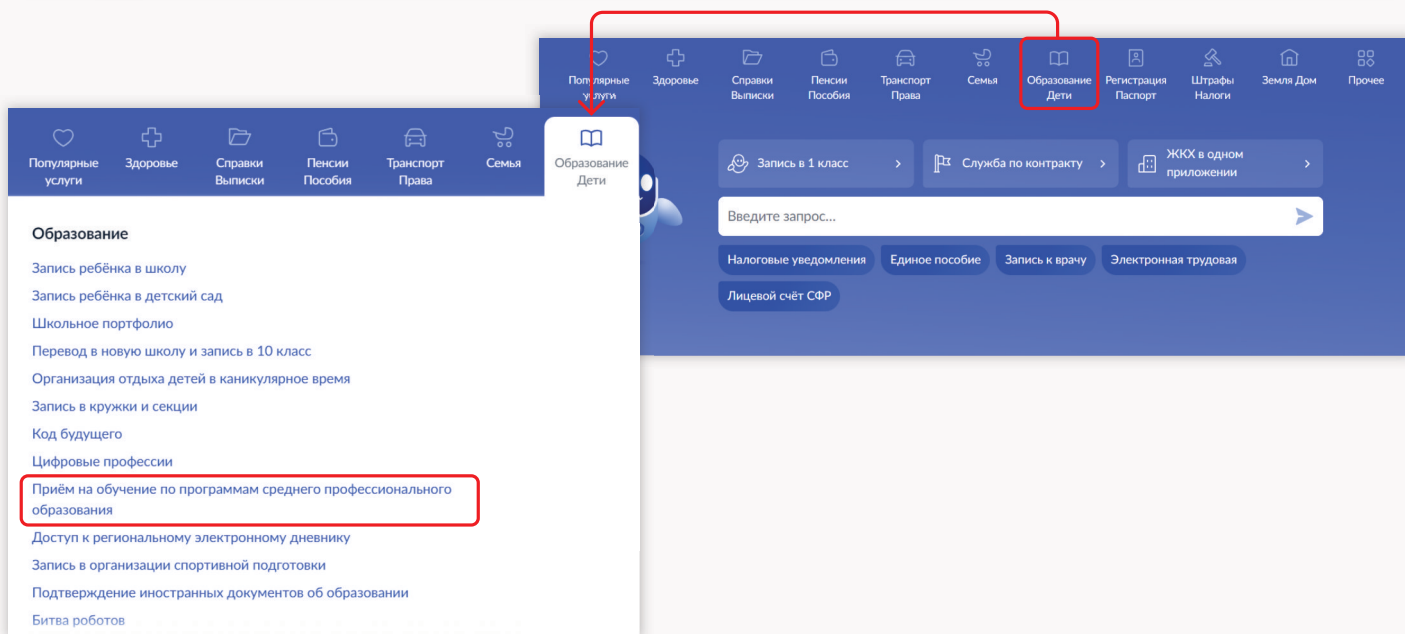 Популярные
услуги
Здоровье
Справки
Выписки
Пенсии
Пособия
Транспорт
Права
Семья
Образование
Дети
Регистрация
Паспорт
Штрафы
Налоги
Земля Дом
Прочее
Запись в 1 класс
Служба по контракту
ЖКХ в одном
приложении
Введите запрос...
Налоговые уведомления
Единое пособие
Запись к врачу
Электронная трудовая
Лицевой счёт СФР
Популярные
услуги
Здоровье
Справки
Выписки
Пенсии
Пособия
Транспорт
Права
Семья
Образование
Дети
Образование
Запись ребёнка в школу
Запись ребёнка в детский сад
Школьное портфолио
Перевод в новую школу и запись в 10 класс
Организация отдыха детей в каникулярное время
Запись в кружки и секции
Код будущего
Цифровые профессии
Приём на обучение по программам среднего профессионального
образования
Доступ к региональному электронному дневнику
Запись в организации спортивной подготовки
Подтверждение иностранных документов об образовании
Битва роботов